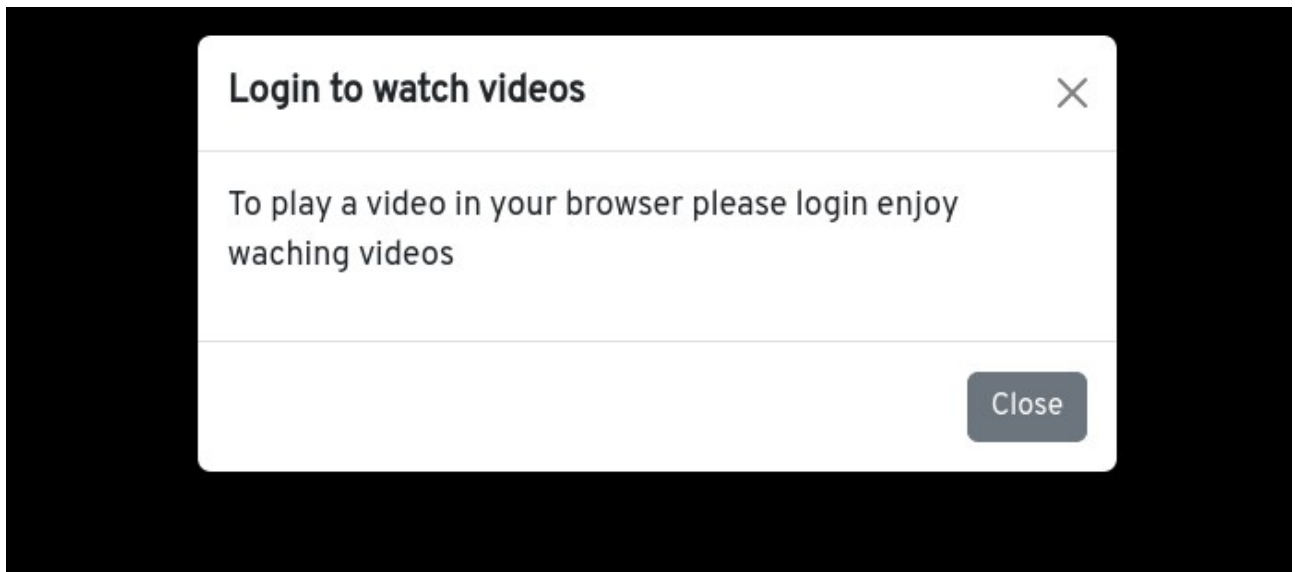 Login to watch videos
To play a video in your browser please login enjoy
waching videos
Close